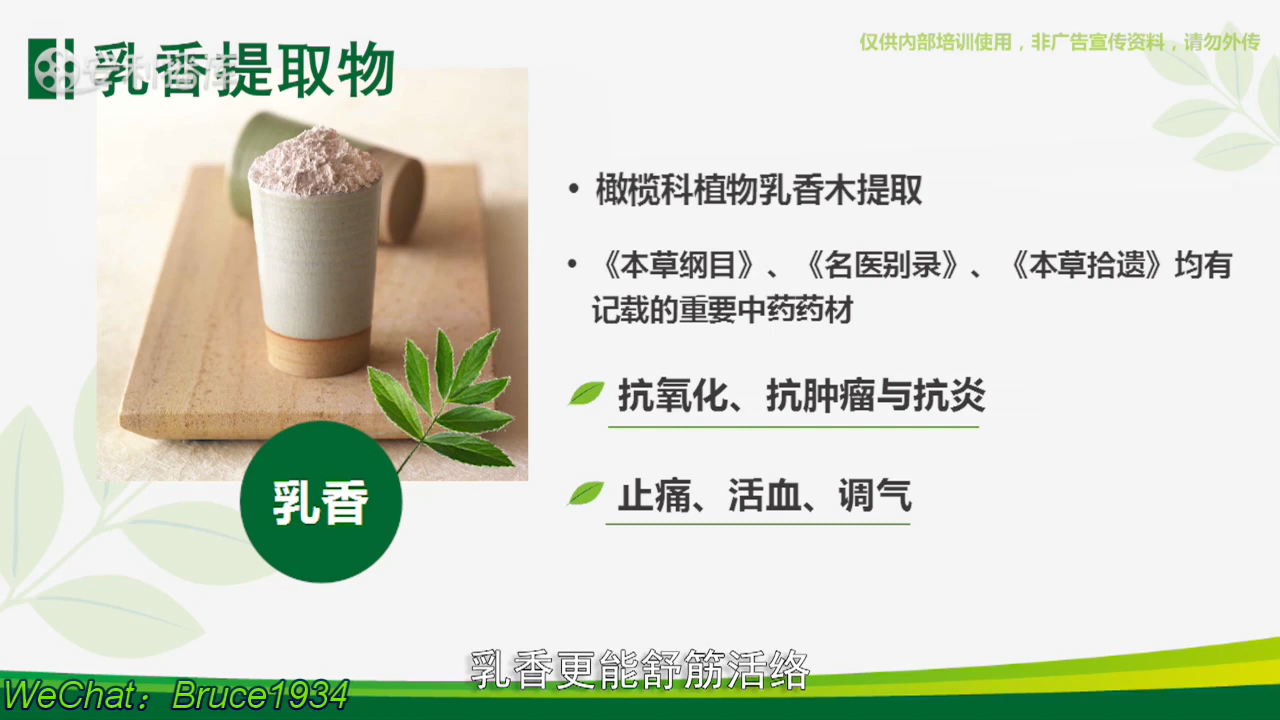 仅供内部培训使用，非广告宣传资料，请勿外传
乳香提取物
• 橄榄科植物乳香木提取
• 《本草纲目》、《名医别录》、《本草拾遗》均有
记载的重要中药药材
抗氧化、抗肿瘤与抗炎
止痛、活血、调气
乳香
乳香更能舒筋活络
WeChat：Bruce1934